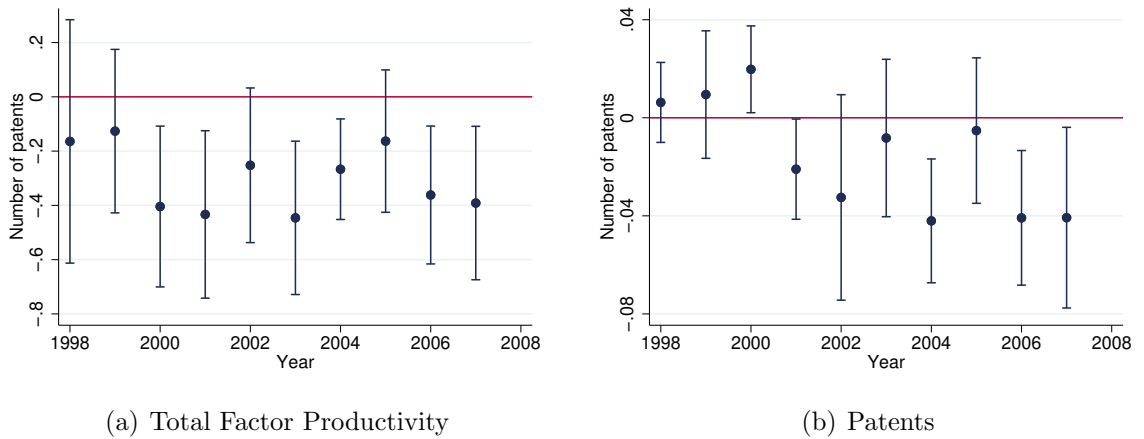 Number of patents
.2
0
-.2
-.4
-.6
-.8
1998 2000 2002 2004 2006 2008
Year
(a) Total Factor Productivity
Number of patents
.04
0
-.04
-.08
1998 2000 2002 2004 2006 2008
Year
(b) Patents